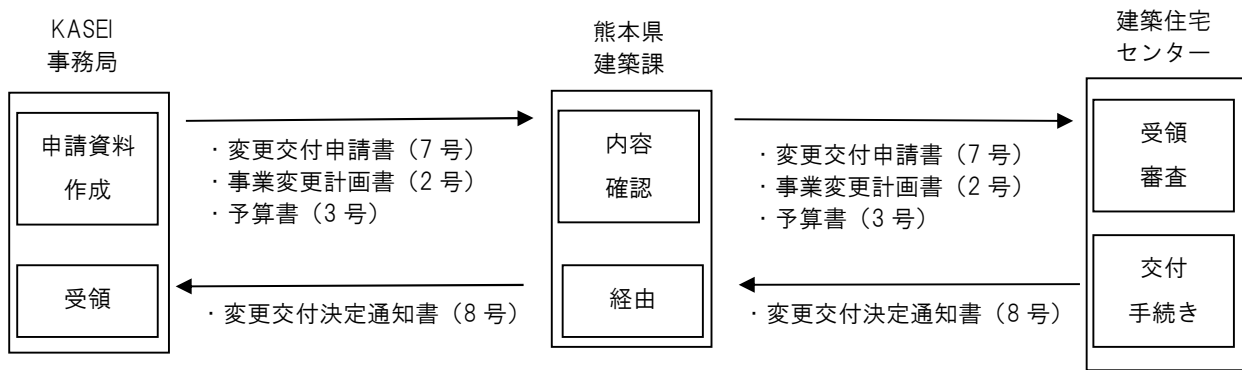 KASEI
事務局
熊本県
建築課
建築住宅
センター
申請資料
作成
・変更交付申請書（7号）
・事業変更計画書（2号）
・予算書（3号）
内容
確認
・変更交付申請書（7号）
・事業変更計画書（2号）
・予算書（3号）
受領
審査
受領
・変更交付決定通知書（8号）
経由
・変更交付決定通知書（8号）
交付
手続き